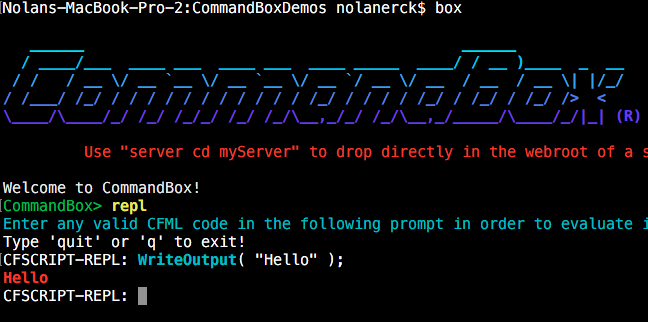 Nolans-MacBook-Pro-2:CommandBoxDemos nolanerck$ box
CommandBox (R)
Use "server cd myServer" to drop directly in the webroot of a s
Welcome to CommandBox!
CommandBox> repl
Enter any valid CFML code in the following prompt in order to evaluate i
Type 'quit' or 'q' to exit!
CFSCRIPT-REPL: WriteOutput( "Hello" );
Hello
CFSCRIPT-REPL: